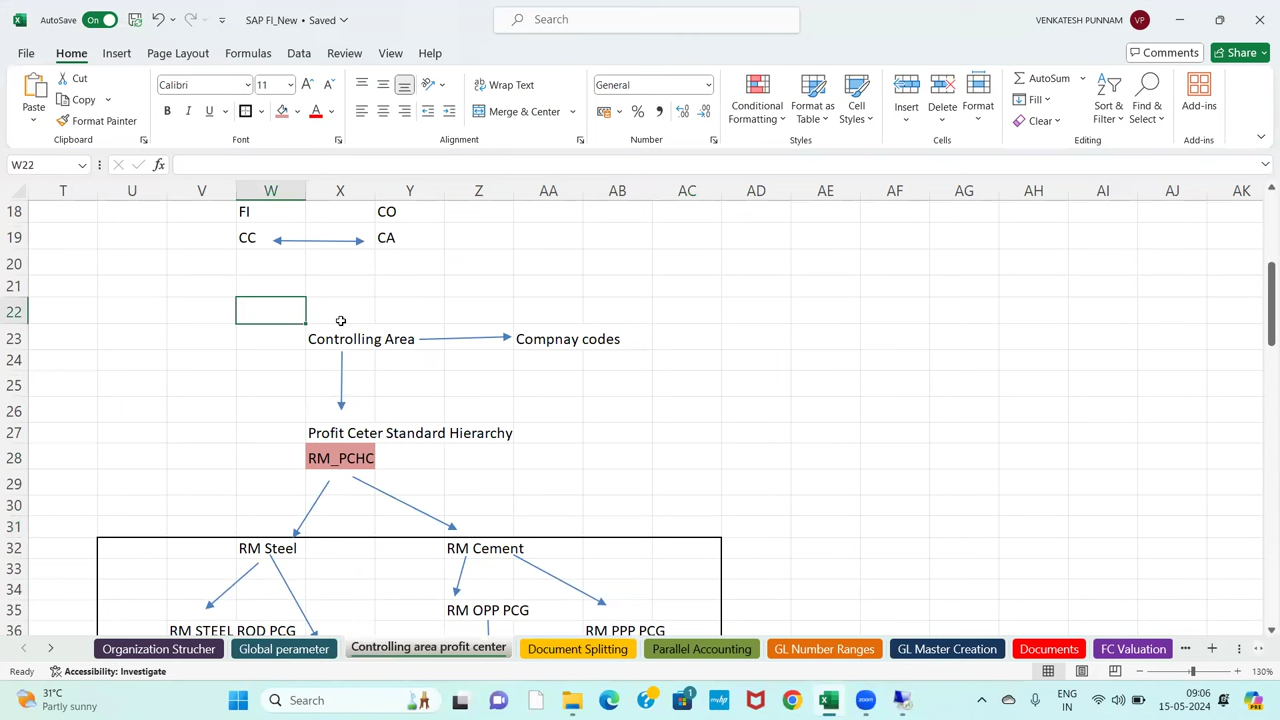 AutoSave On SAP FI_New • Saved Search VENKATESH PUNNAM VP
File Home Insert Page Layout Formulas Data Review View Help Comments Share
Paste Cut Copy Format Painter Clipboard
Calibri 11 B I U A Font
Wrap Text Merge & Center Alignment
General % Number
Conditional Formatting Format as Table Cell Styles Styles
Insert Delete Format Cells
AutoSum Fill Clear Sort & Filter Find & Select Editing
Add-ins Add-ins
W22 fx
T U V W X Y Z AA AB AC AD AE AF AG AH AI AJ AK
18 FI CO
19 CC CA
20
21
22
23 Controlling Area Compnay codes
24
25
26
27 Profit Ceter Standard Hierarchy
28 RM_PCHC
29
30
31
32 RM Steel RM Cement
33
34
35 RM OPP PCG
36 RM STEEL ROD PCG RM PPP PCG
Organization Strucher Global perameter Controlling area profit center Document Splitting Parallel Accounting GL Number Ranges GL Master Creation Documents FC Valuation
Ready Accessibility: Investigate 130%
31°C Partly sunny Search 1 ENG IN 09:06 15-05-2024 PRE